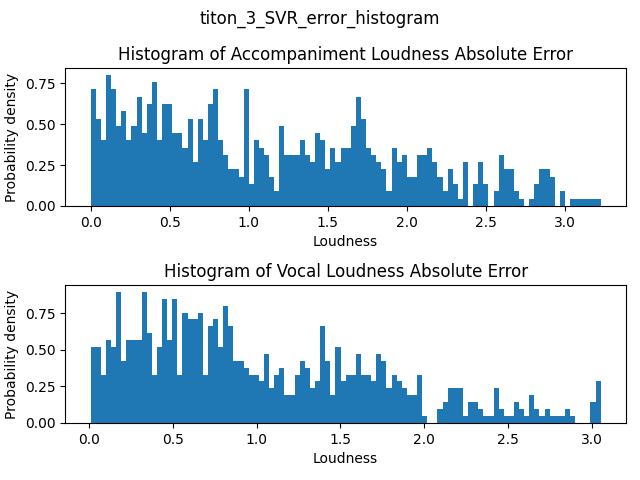 titon_3_SVR_error_histogram
Histogram of Accompaniment Loudness Absolute Error
Probability density
0.75
0.50
0.25
0.00
0.0 0.5 1.0 1.5 2.0 2.5 3.0
Loudness
Histogram of Vocal Loudness Absolute Error
Probability density
0.75
0.50
0.25
0.00
0.0 0.5 1.0 1.5 2.0 2.5 3.0
Loudness